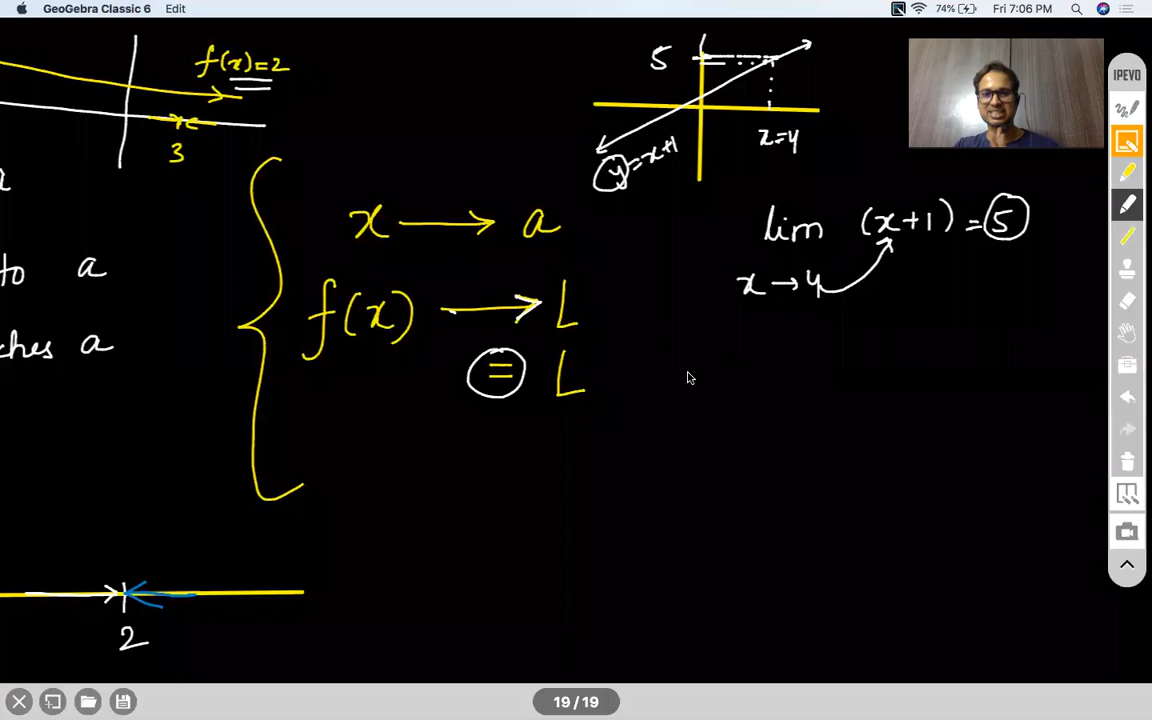 GeoGebra Classic 6 Edit
74% Fri 7:06 PM
IPEVO
f(x)=2
3
5
x=4
y=x+1
x → a
f(x) → L
= L
to a
ches a
lim (x+1) = 5
x→4
2
19 / 19